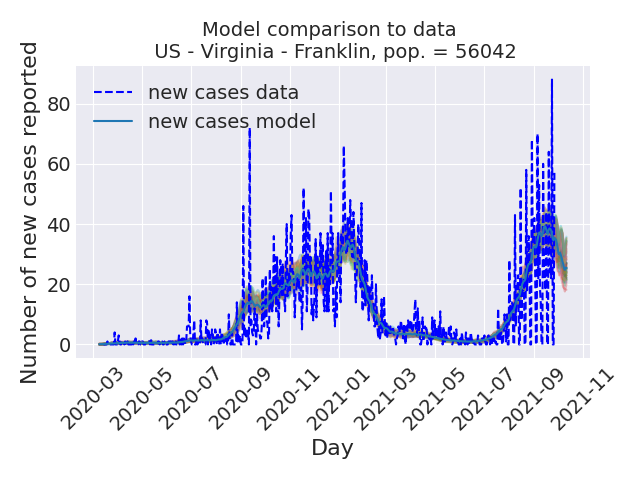 Model comparison to data
US - Virginia - Franklin, pop. = 56042
Number of new cases reported
80
60
40
20
0
new cases data
new cases model
2020-03
2020-05
2020-07
2020-09
2020-11
2021-01
2021-03
2021-05
2021-07
2021-09
2021-11
Day